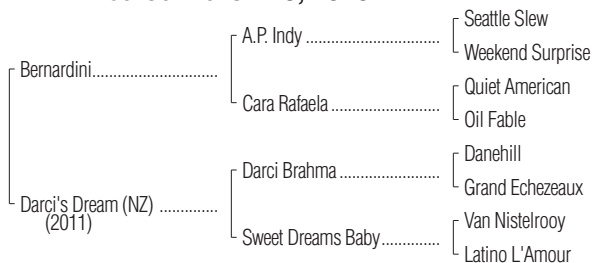 Seattle Slew
A.P. Indy
Weekend Surprise
Bernardini
Quiet American
Cara Rafaela
Oil Fable
Danehill
Darci Brahma
Grand Echezeaux
Darci's Dream (NZ)
(2011)
Van Nistelrooy
Sweet Dreams Baby
Latino L'Amour